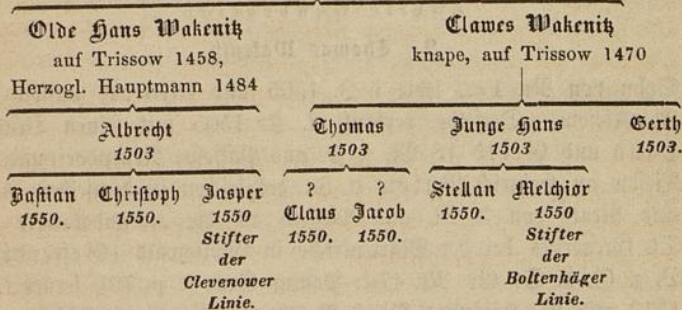 Olde Hans Wakenitz Clawes Wakenitz
auf Trissow 1458, knape, auf Trissow 1470
Herzogl. Hauptmann 1484
Albrecht Thomas Junge Hans Gerth
1503 1503 1503 1503.
Bastian Christoph Jasper ? ? Stellan Melchior
1550. 1550. 1550 Claus Jacob 1550. 1550
Stifter 1550. 1550. Stifter
der der
Clevenower Boltenhäger
Linie. Linie.